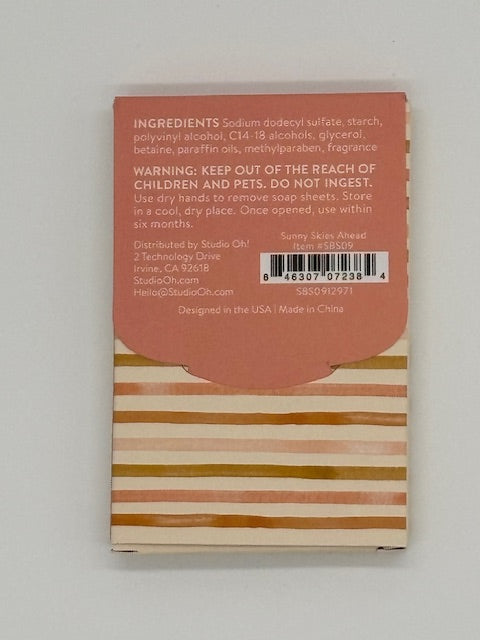 INGREDIENTS Sodium dodecyl sulfate, starch,
polyvinyl alcohol, C14-18 alcohols, glycerol,
betaine, paraffin oils, methylparaben, fragrance
WARNING: KEEP OUT OF THE REACH OF
CHILDREN AND PETS. DO NOT INGEST.
Use dry hands to remove soap sheets. Store
in a cool, dry place. Once opened, use within
six months.
Distributed by Studio Oh!
2 Technology Drive
Irvine, CA 92618
StudioOh.com
Hello@StudioOh.com
Sunny Skies Ahead
Item #SBS09
6 46307 07238 4
SBS0912971
Designed in the USA | Made in China